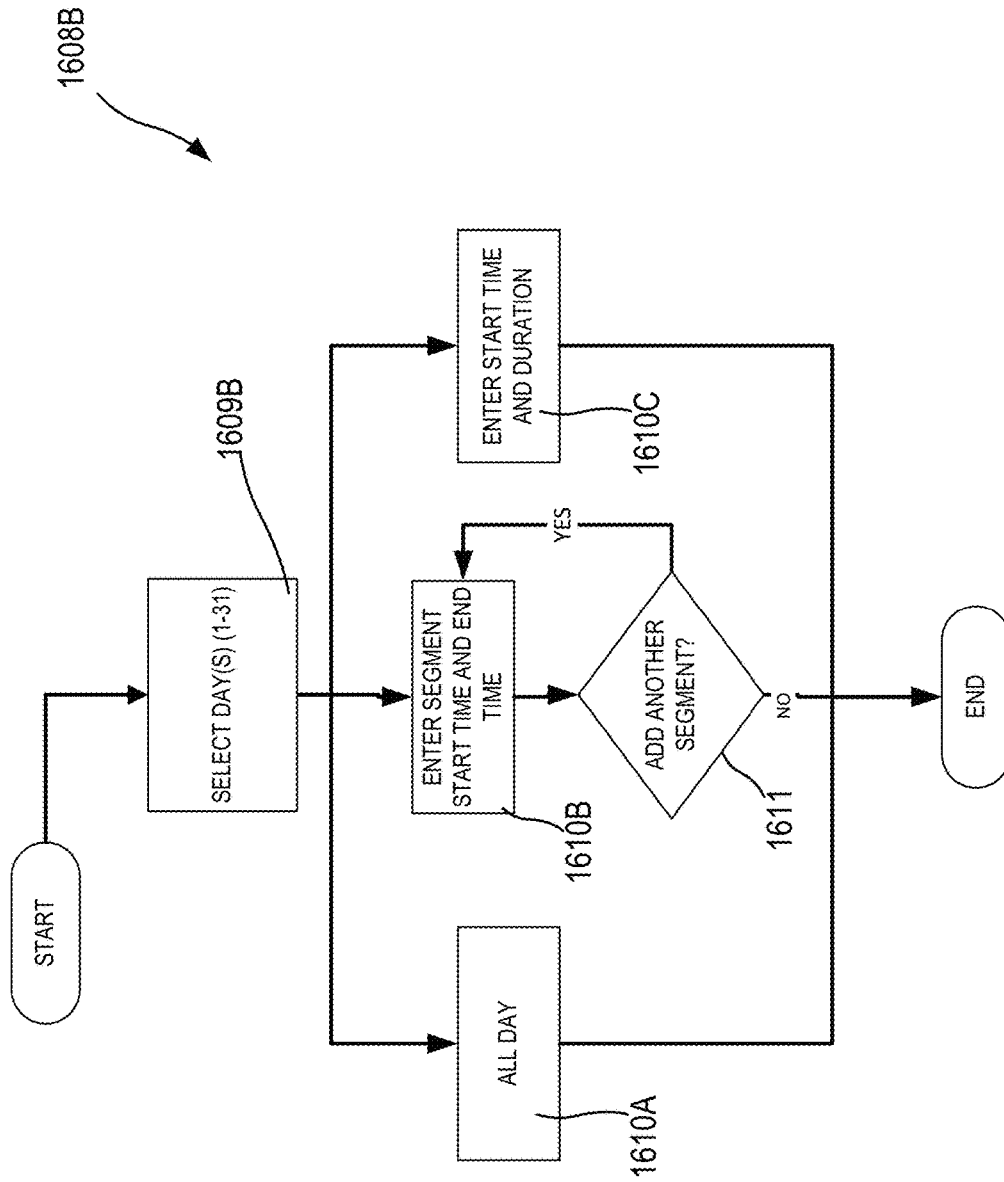 1608B
START
SELECT DAY(S) (1-31)
1609B
ALL DAY
1610A
ENTER SEGMENT
START TIME AND END
TIME
1610B
ENTER START TIME
AND DURATION
1610C
YES
ADD ANOTHER
SEGMENT?
1611
NO
END